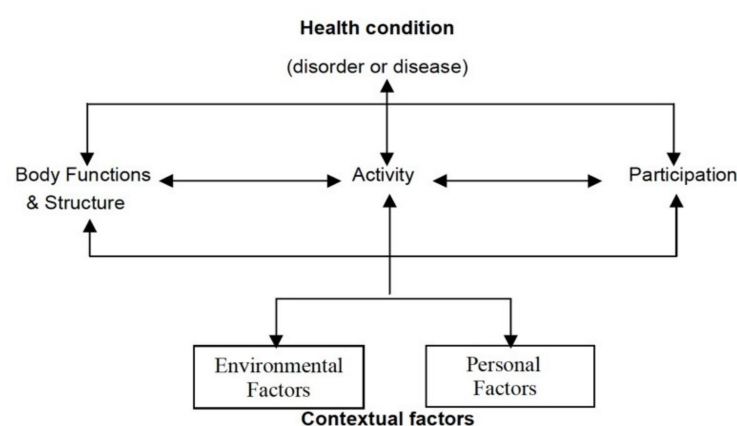 Health condition
(disorder or disease)
Body Functions
& Structure
Activity
Participation
Environmental
Factors
Personal
Factors
Contextual factors